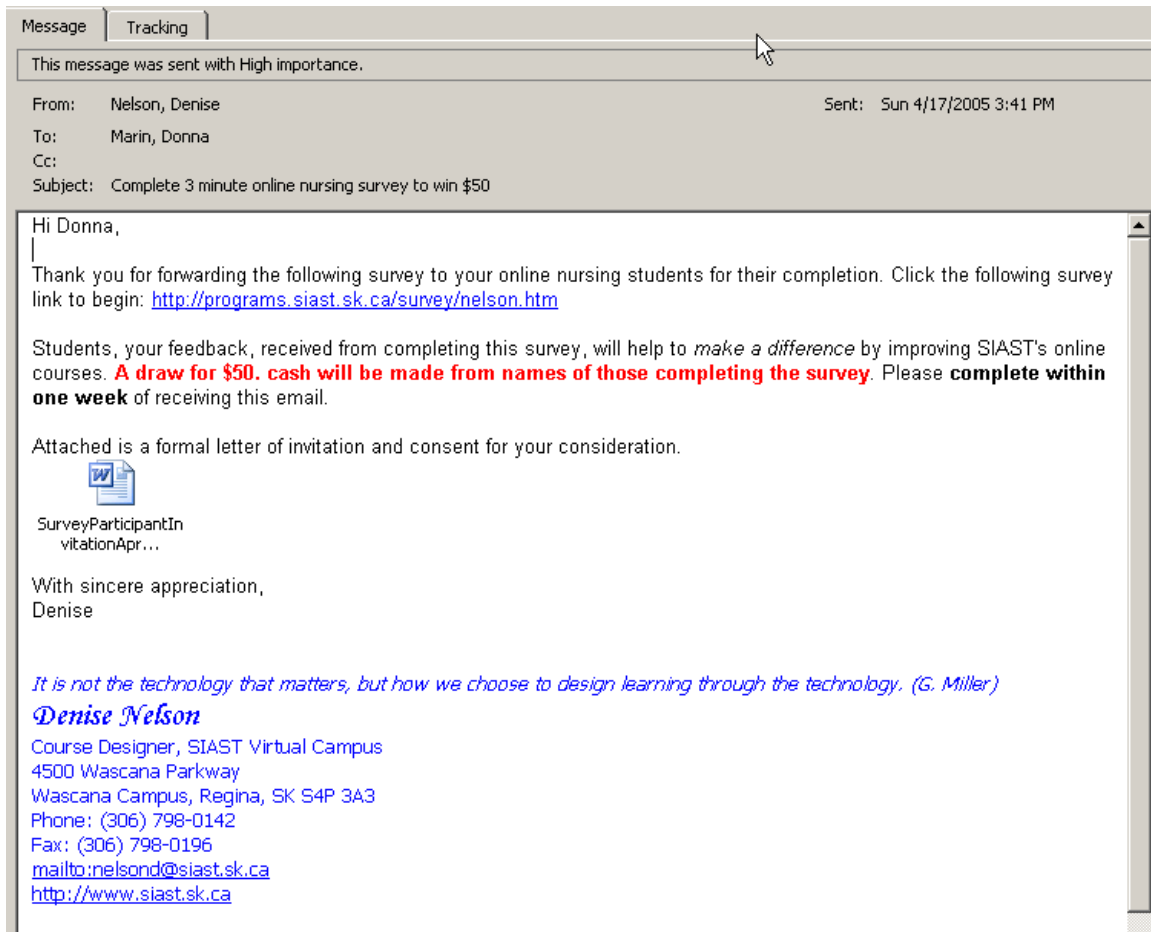 Message Tracking
This message was sent with High importance.
From: Nelson, Denise Sent: Sun 4/17/2005 3:41 PM
To: Marin, Donna
Cc:
Subject: Complete 3 minute online nursing survey to win $50
Hi Donna,
Thank you for forwarding the following survey to your online nursing students for their completion. Click the following survey
link to begin: http://programs.siast.sk.ca/survey/nelson.htm
Students, your feedback, received from completing this survey, will help to make a difference by improving SIAST's online
courses. A draw for $50. cash will be made from names of those completing the survey. Please complete within
one week of receiving this email.
Attached is a formal letter of invitation and consent for your consideration.
SurveyParticipantIn
vitationApr...
With sincere appreciation,
Denise
It is not the technology that matters, but how we choose to design learning through the technology. (G. Miller)
Denise Nelson
Course Designer, SIAST Virtual Campus
4500 Wascana Parkway
Wascana Campus, Regina, SK S4P 3A3
Phone: (306) 798-0142
Fax: (306) 798-0196
mailto:nelsond@siast.sk.ca
http://www.siast.sk.ca